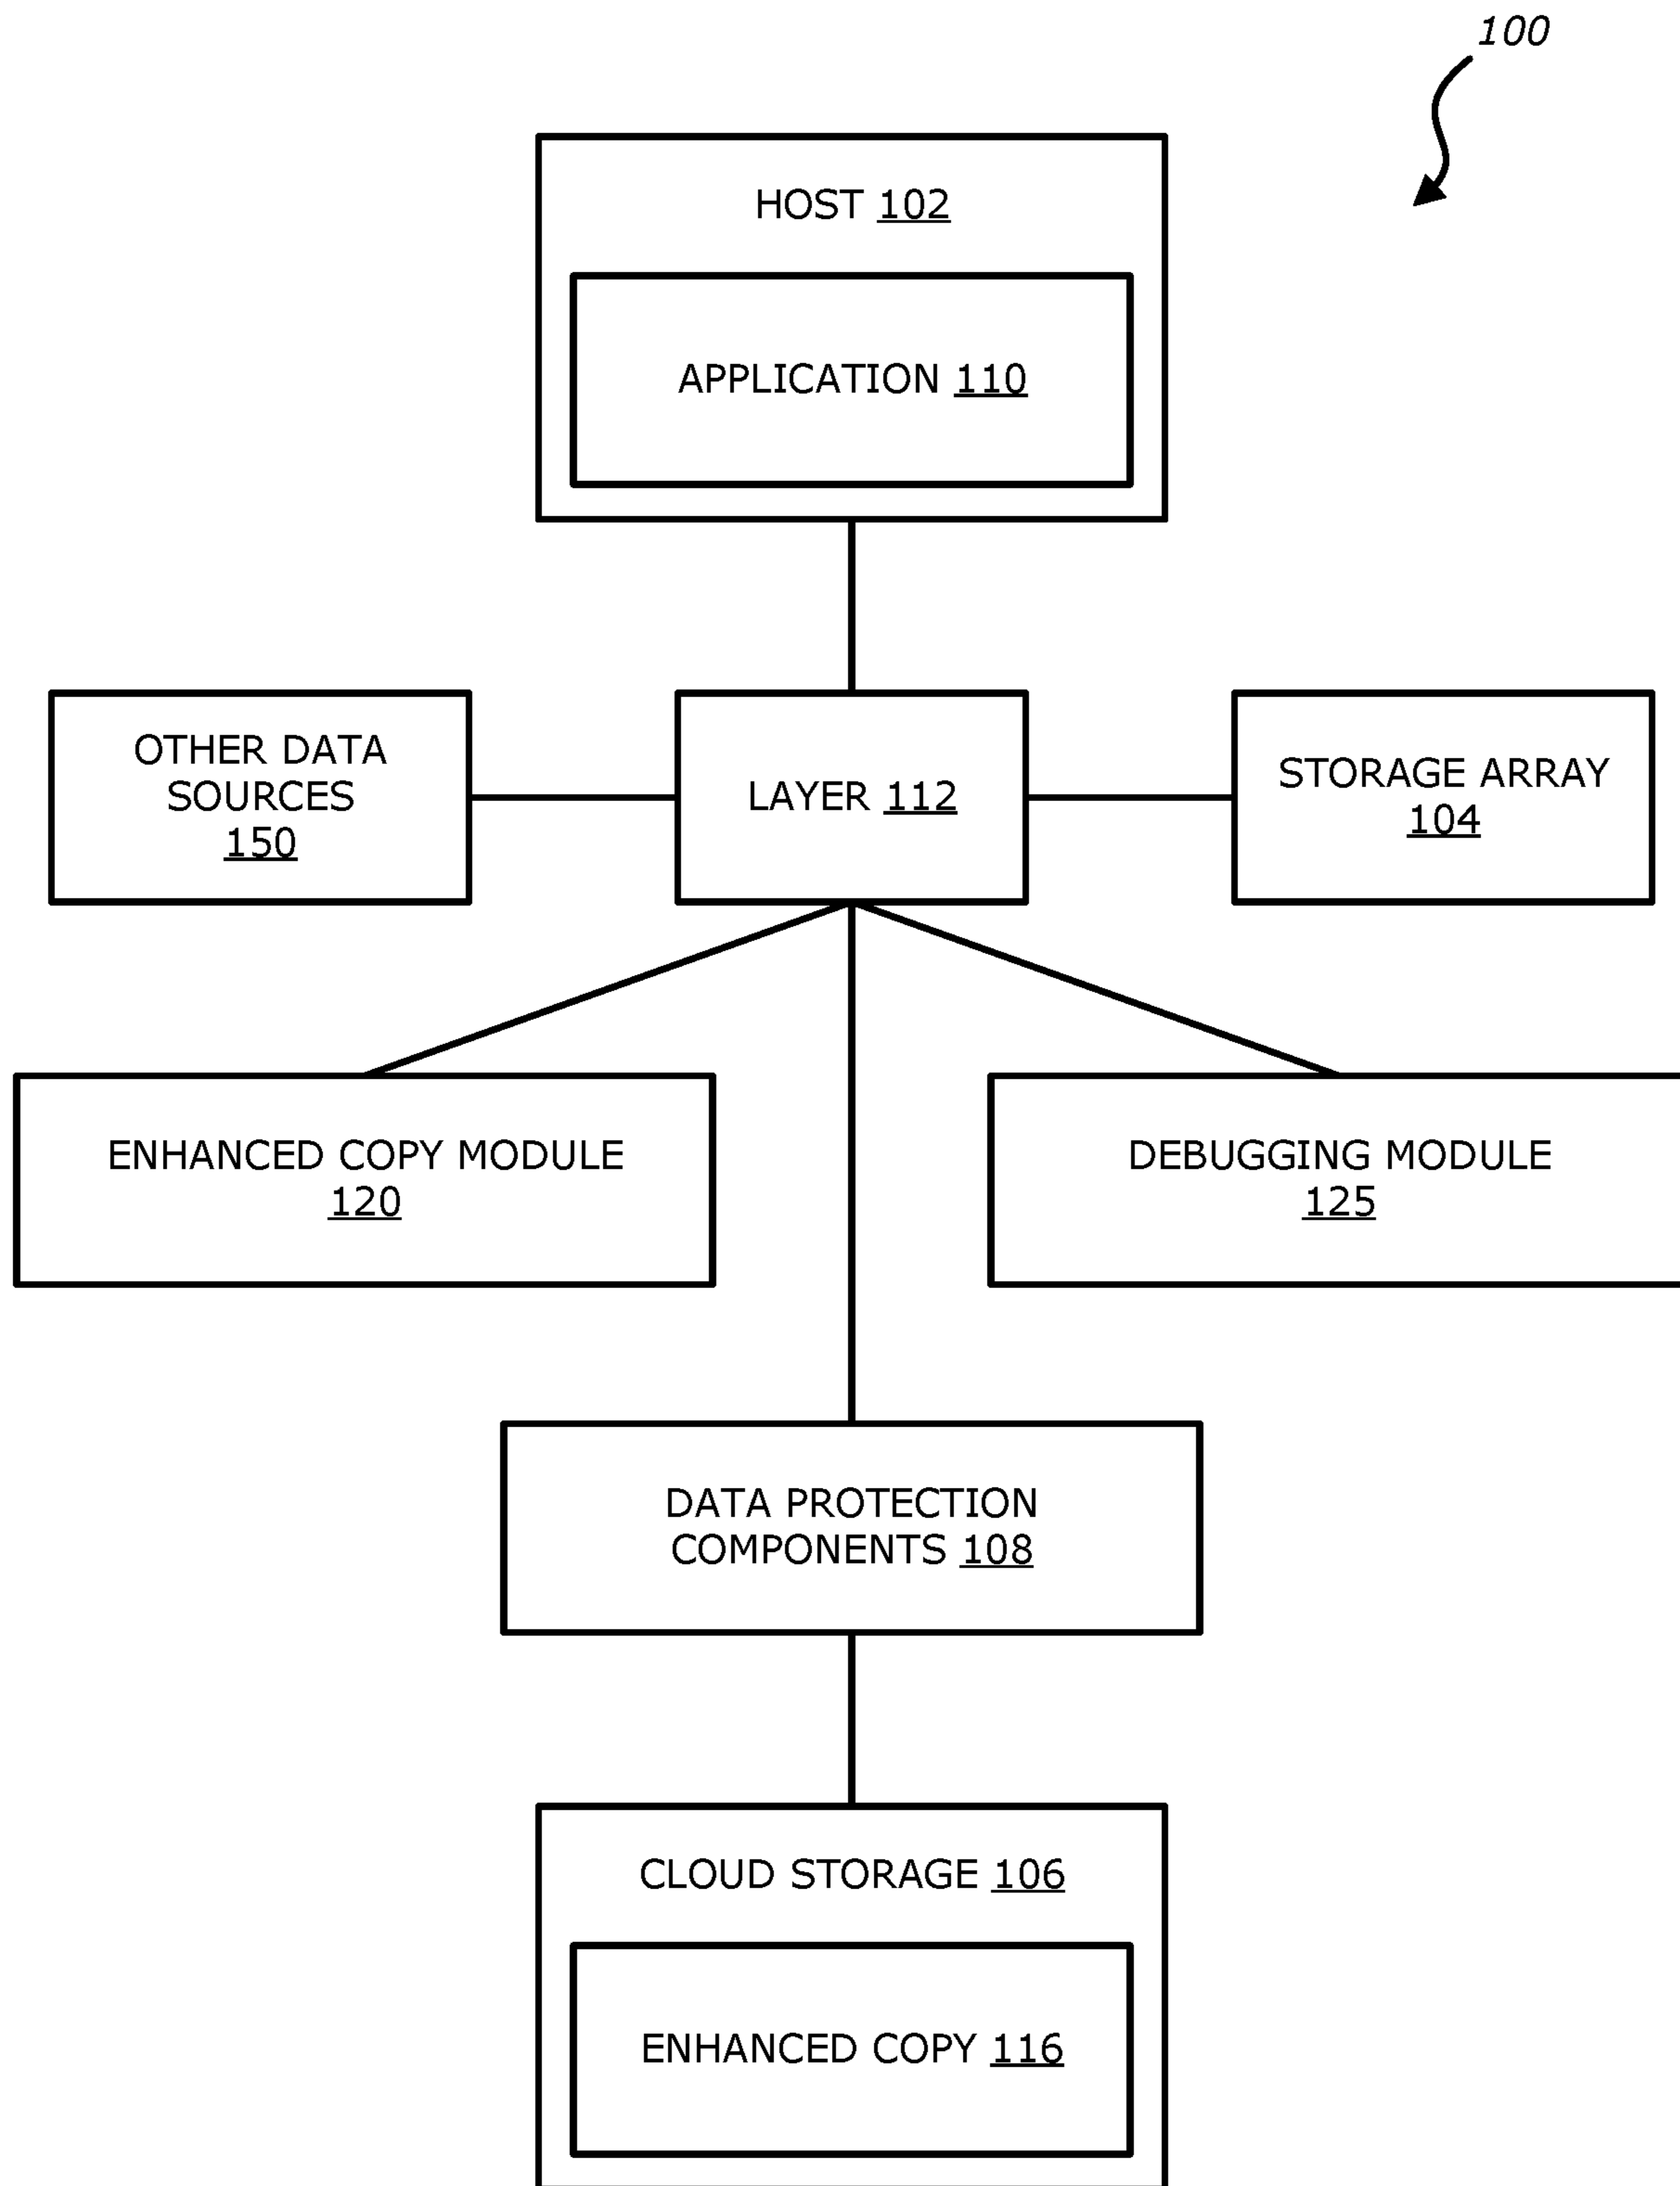 100
HOST 102
APPLICATION 110
OTHER DATA
SOURCES
150
LAYER 112
STORAGE ARRAY
104
ENHANCED COPY MODULE
120
DEBUGGING MODULE
125
DATA PROTECTION
COMPONENTS 108
CLOUD STORAGE 106
ENHANCED COPY 116